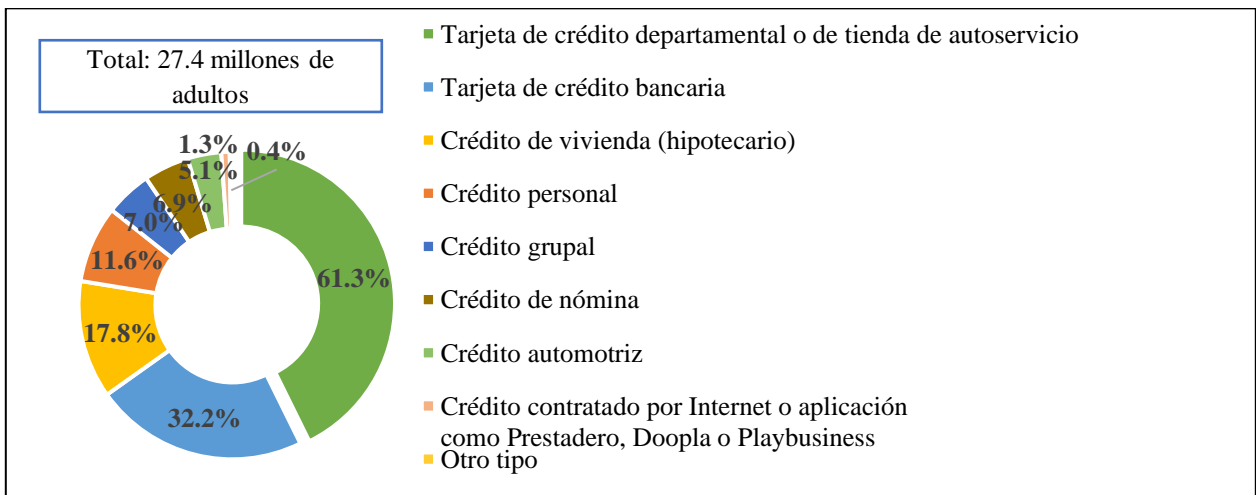 Total: 27.4 millones de
adultos
1.3%
0.4%
5.1%
6.9%
7.0%
11.6%
17.8%
32.2%
61.3%
Tarjeta de crédito departamental o de tienda de autoservicio
Tarjeta de crédito bancaria
Crédito de vivienda (hipotecario)
Crédito personal
Crédito grupal
Crédito de nómina
Crédito automotriz
Crédito contratado por Internet o aplicación
como Prestadero, Doopla o Playbusiness
Otro tipo